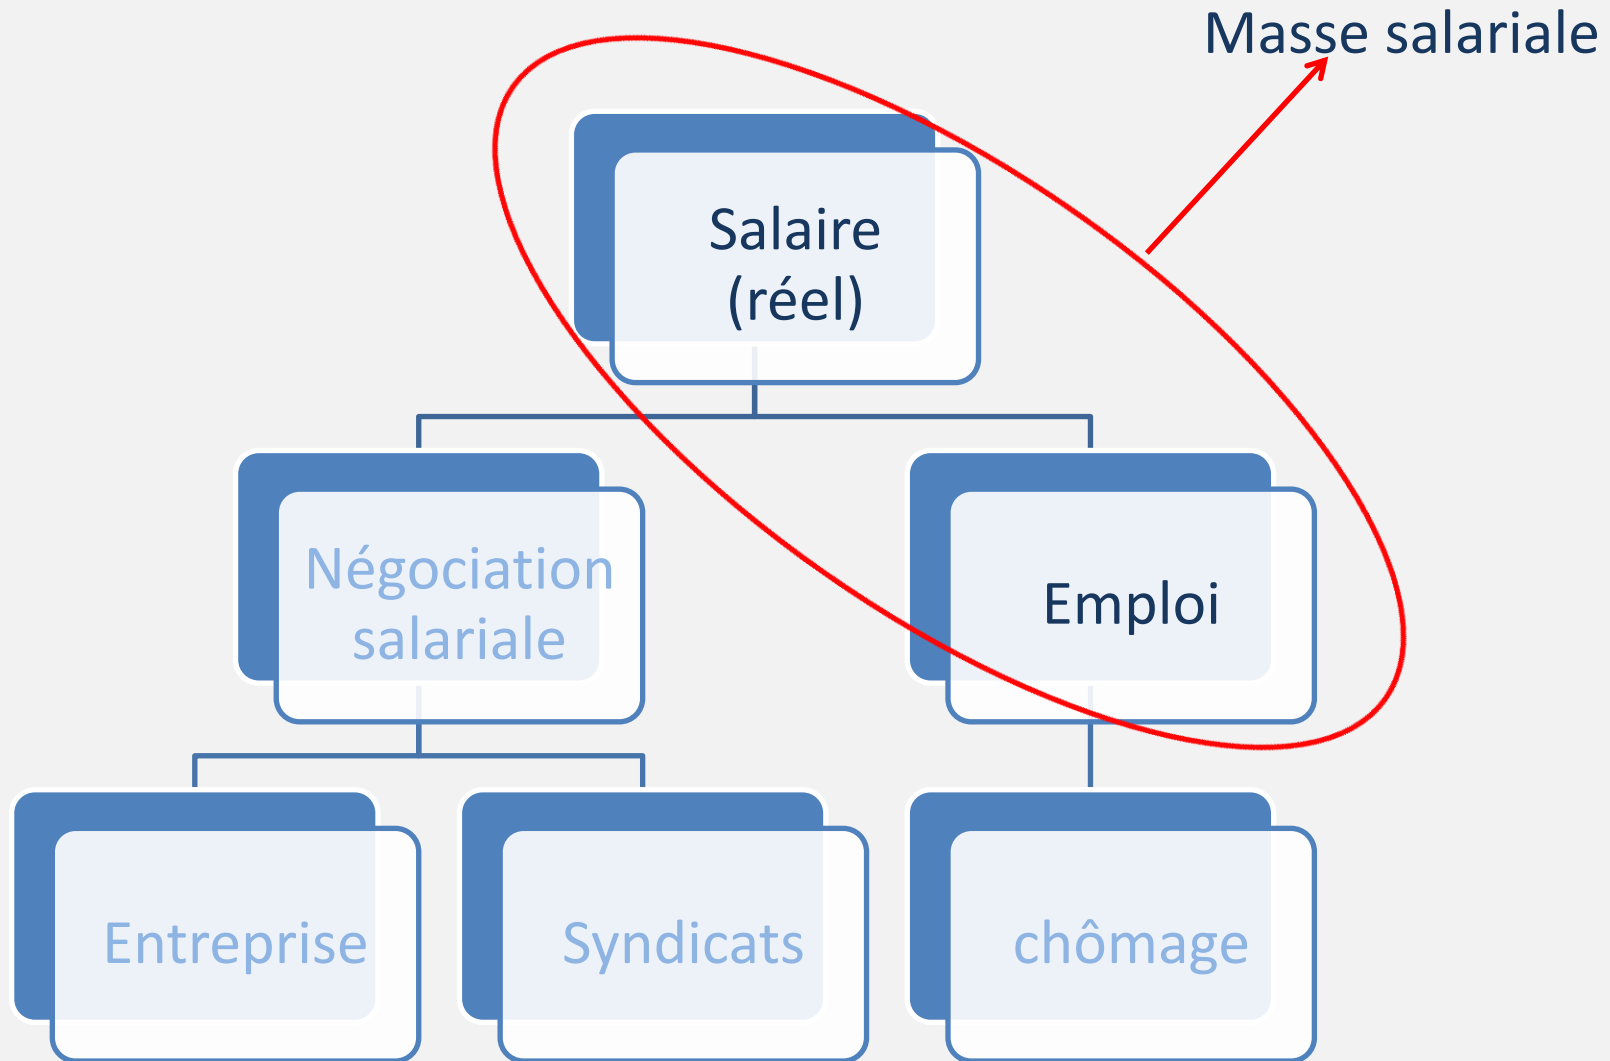 Masse salariale
Salaire
(réel)
Négociation
salariale
Emploi
Entreprise
Syndicats
chômage